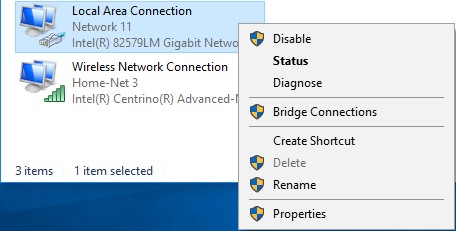 Local Area Connection
Network 11
Intel(R) 82579LM Gigabit Netwo
Wireless Network Connection
Home-Net 3
Intel(R) Centrino(R) Advanced-N
3 items 1 item selected
Disable
Status
Diagnose
Bridge Connections
Create Shortcut
Delete
Rename
Properties